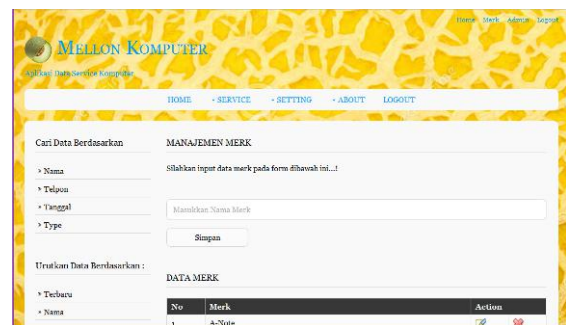 Home Merk Admin Logout
MELLON KOMPUTER
Aplikasi Data Service Komputer
HOME + SERVICE + SETTING + ABOUT LOGOUT
Cari Data Berdasarkan
> Nama
> Telpon
> Tanggal
> Type
Urutkan Data Berdasarkan :
> Terbaru
> Nama
MANAJEMEN MERK
Silahkan input data merk pada form dibawah ini...!
Masukkan Nama Merk
Simpan
DATA MERK
No Merk Action
1 A-Note